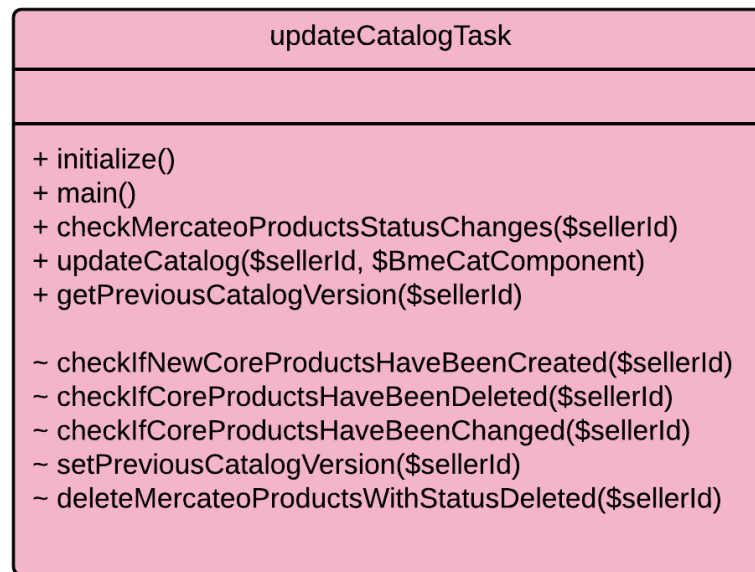 updateCatalogTask
+ initialize()
+ main()
+ checkMercateoProductsStatusChanges($sellerId)
+ updateCatalog($sellerId, $BmeCatComponent)
+ getPreviousCatalogVersion($sellerId)
~ checkIfNewCoreProductsHaveBeenCreated($sellerId)
~ checkIfCoreProductsHaveBeenDeleted($sellerId)
~ checkIfCoreProductsHaveBeenChanged($sellerId)
~ setPreviousCatalogVersion($sellerId)
~ deleteMercateoProductsWithStatusDeleted($sellerId)